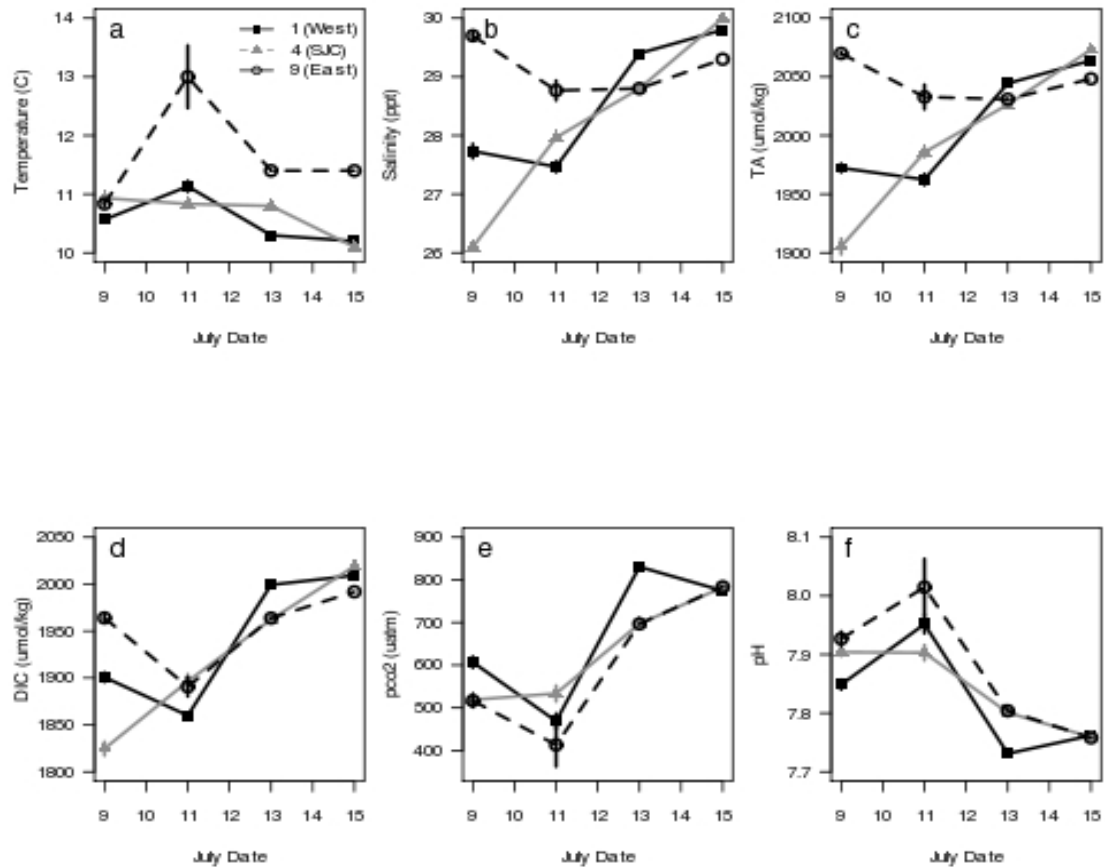 a
Temperature (C)
14
13
12
11
10
1 (West)
4 (SJC)
9 (East)
9 10 11 12 13 14 15
July Date
b
Salinity (ppt)
30
29
28
27
26
9 10 11 12 13 14 15
July Date
c
TA (umol/kg)
2100
2050
2000
1950
1900
9 10 11 12 13 14 15
July Date
d
DIC (umol/kg)
2050
2000
1950
1900
1850
1800
9 10 11 12 13 14 15
July Date
e
pco2 (uatm)
900
800
700
600
500
400
9 10 11 12 13 14 15
July Date
f
pH
8.1
8.0
7.9
7.8
7.7
9 10 11 12 13 14 15
July Date